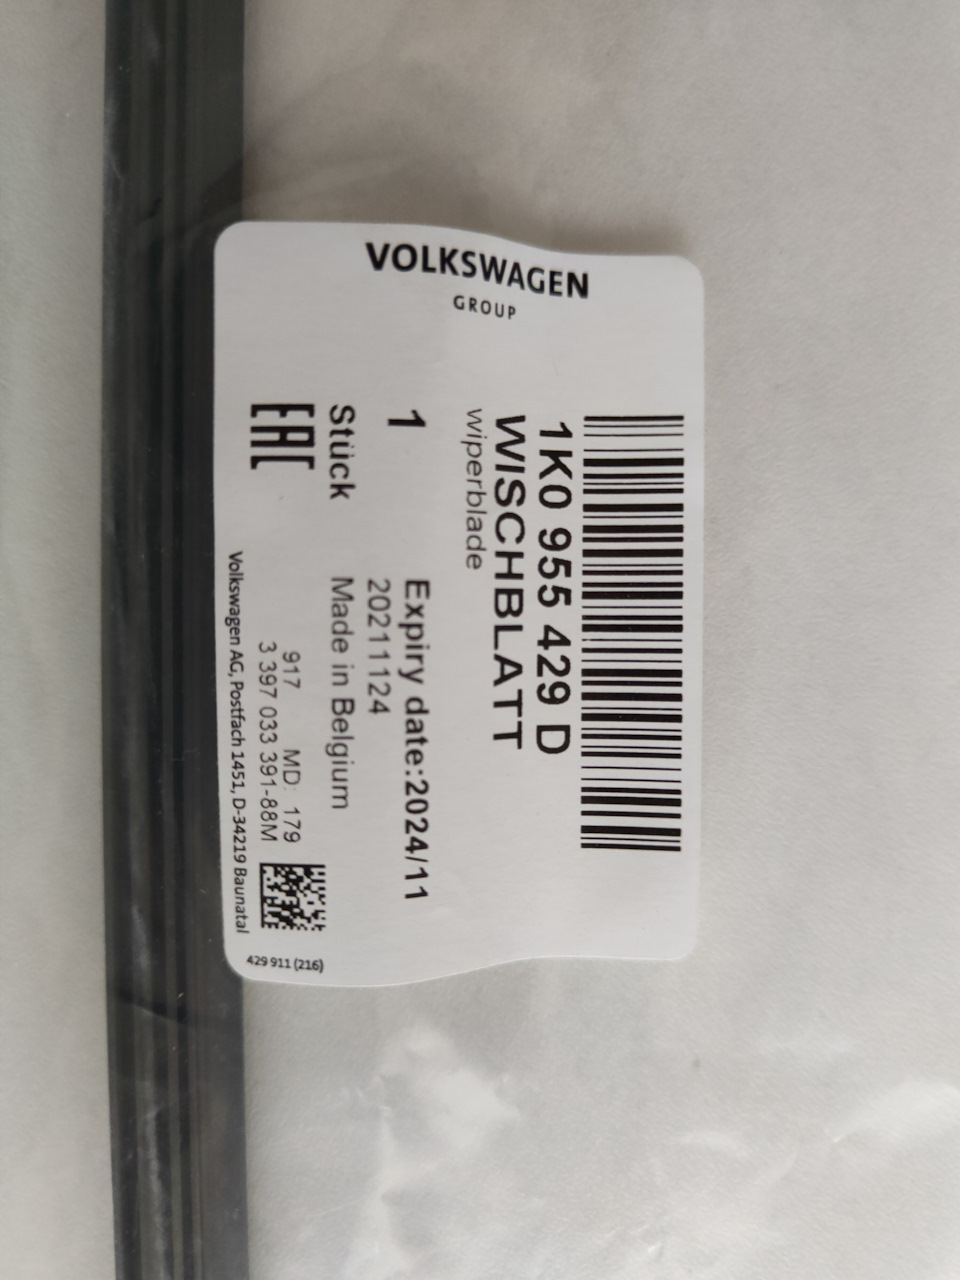 VOLKSWAGEN
GROUP
1K0 955 429 D
WISCHBLATT
wiperblade
1
Expiry date:2024/11
20211124
Stück
Made in Belgium
EAC
917 MD: 179
3 397 033 391-88M
Volkswagen AG, Postfach 1451, D-34219 Baunatal
429 911 (216)